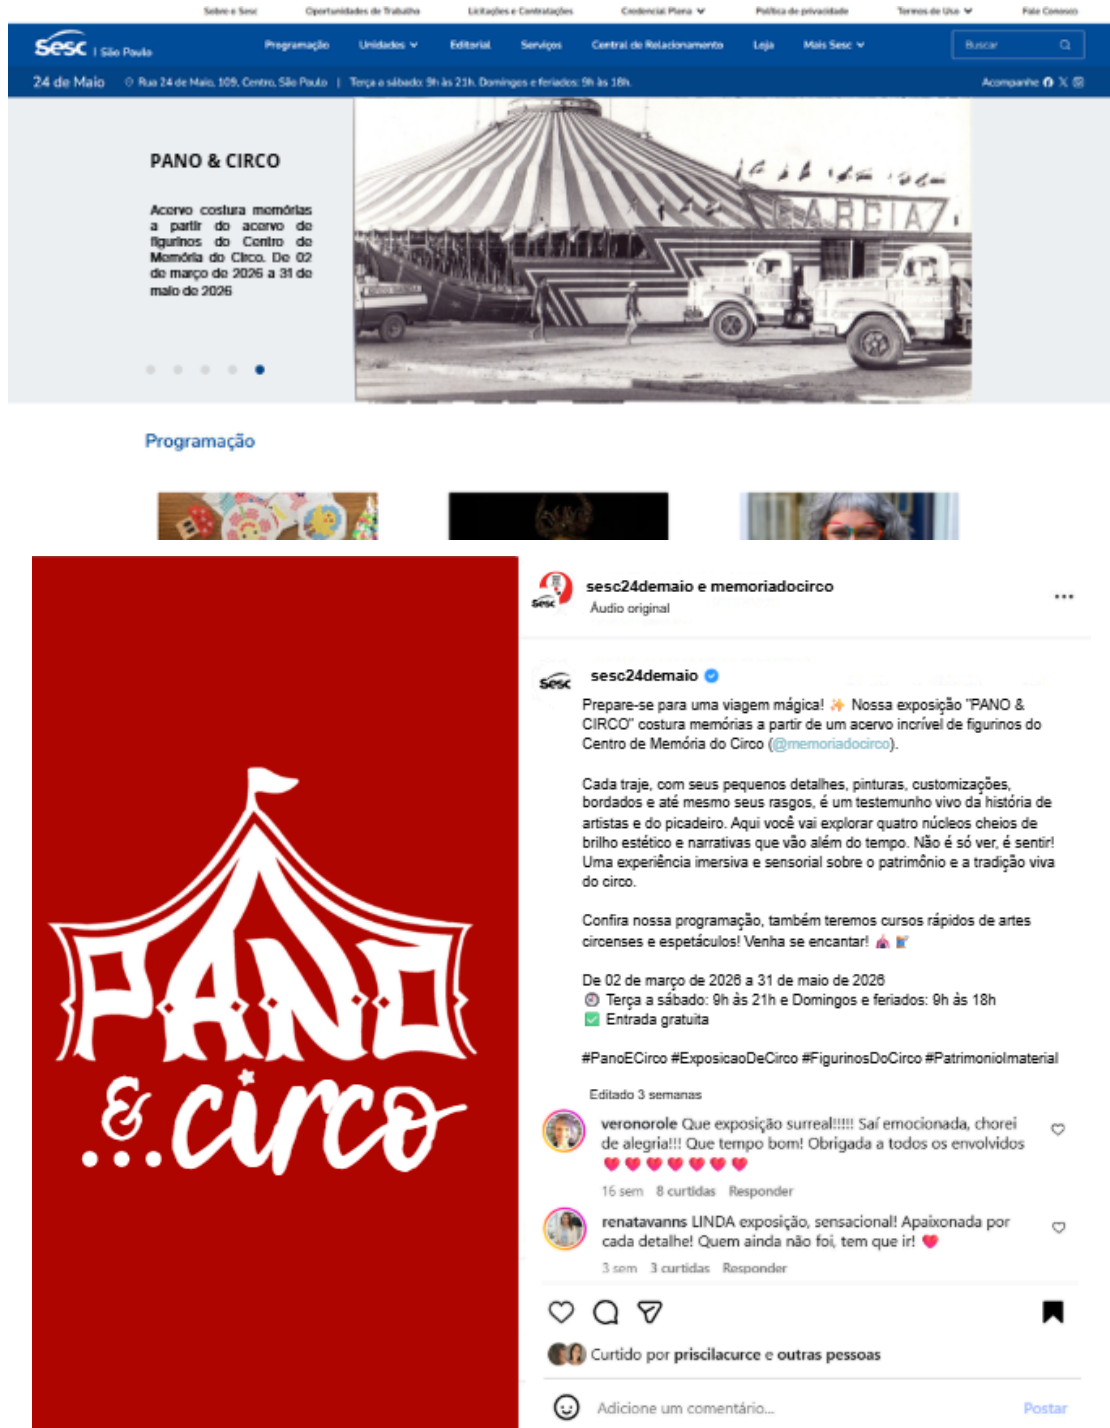 Sobre o Sesc Oportunidades de Trabalho Licitações e Contratações Credencial Plena Política de privacidade Termos de Uso Fale Conosco
Sesc | São Paulo Programação Unidades Editorial Serviços Central de Relacionamento Loja Mais Sesc Buscar
24 de Maio Rua 24 de Maio, 109, Centro, São Paulo | Terça a sábado: 9h às 21h. Domingos e feriados: 9h às 18h. Acompanhe
PANO & CIRCO
Acervo costura memórias
a partir do acervo de
figurinos do Centro de
Memória do Circo. De 02
de março de 2026 a 31 de
maio de 2026
GARCIA
Programação
PANO
& ...circo
Sesc
sesc24demaio e memoriadocirco
Áudio original
Sesc
sesc24demaio
Prepare-se para uma viagem mágica! ✨ Nossa exposição "PANO &
CIRCO" costura memórias a partir de um acervo incrível de figurinos do
Centro de Memória do Circo (@memoriadocirco).
Cada traje, com seus pequenos detalhes, pinturas, customizações,
bordados e até mesmo seus rasgos, é um testemunho vivo da história de
artistas e do picadeiro. Aqui você vai explorar quatro núcleos cheios de
brilho estético e narrativas que vão além do tempo. Não é só ver, é sentir!
Uma experiência imersiva e sensorial sobre o patrimônio e a tradição viva
do circo.
Confira nossa programação, também teremos cursos rápidos de artes
circenses e espetáculos! Venha se encantar! 🎪 🧵
De 02 de março de 2026 a 31 de maio de 2026
🕘 Terça a sábado: 9h às 21h e Domingos e feriados: 9h às 18h
✅ Entrada gratuita
#PanoECirco #ExposicaoDeCirco #FigurinosDoCirco #PatrimonioImaterial
Editado 3 semanas
veronorole Que exposição surreal!!!!! Saí emocionada, chorei
de alegria!!! Que tempo bom! Obrigada a todos os envolvidos
❤️❤️❤️❤️❤️❤️❤️
16 sem 8 curtidas Responder
renatavanns LINDA exposição, sensacional! Apaixonada por
cada detalhe! Quem ainda não foi, tem que ir! ❤️
3 sem 3 curtidas Responder
Curtido por priscilacurce e outras pessoas
Adicione um comentário... Postar